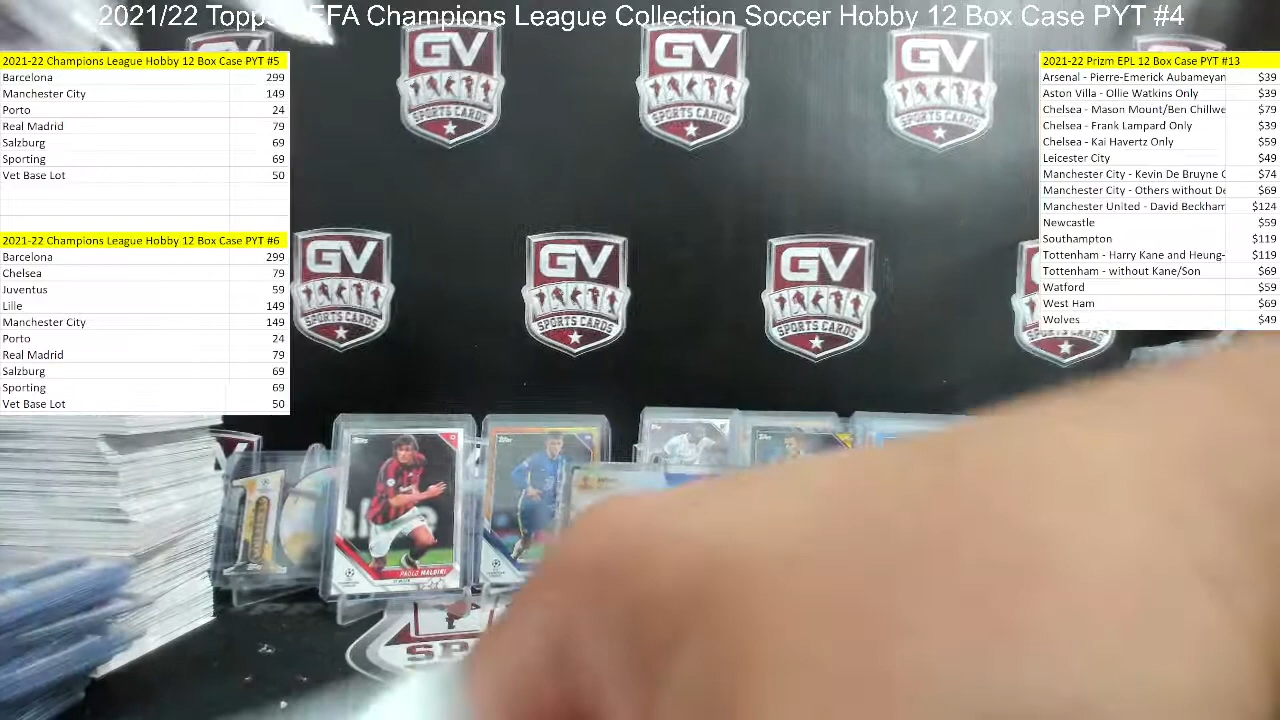 2021/22 Topps UEFA Champions League Collection Soccer Hobby 12 Box Case PYT #4
2021-22 Champions League Hobby 12 Box Case PYT #5
Barcelona 299
Manchester City 149
Porto 24
Real Madrid 79
Salzburg 69
Sporting 69
Vet Base Lot 50
2021-22 Champions League Hobby 12 Box Case PYT #6
Barcelona 299
Chelsea 79
Juventus 59
Lille 149
Manchester City 149
Porto 24
Real Madrid 79
Salzburg 69
Sporting 69
Vet Base Lot 50
2021-22 Prizm EPL 12 Box Case PYT #13
Arsenal - Pierre-Emerick Aubameyan $39
Aston Villa - Ollie Watkins Only $39
Chelsea - Mason Mount/Ben Chillwe $79
Chelsea - Frank Lampard Only $39
Chelsea - Kai Havertz Only $59
Leicester City $49
Manchester City - Kevin De Bruyne $74
Manchester City - Others without De $69
Manchester United - David Beckham $124
Newcastle $59
Southampton $119
Tottenham - Harry Kane and Heung- $119
Tottenham - without Kane/Son $69
Watford $59
West Ham $69
Wolves $49
GV
SPORTS CARDS
GV
SPORTS CARDS
GV
SPORTS CARDS
GV
SPORTS CARDS
GV
SPORTS CARDS
GV
SPORTS CARDS
GV
SPORTS CARDS
Topps
PAOLO MALDINI
Topps
Topps
Topps
SP